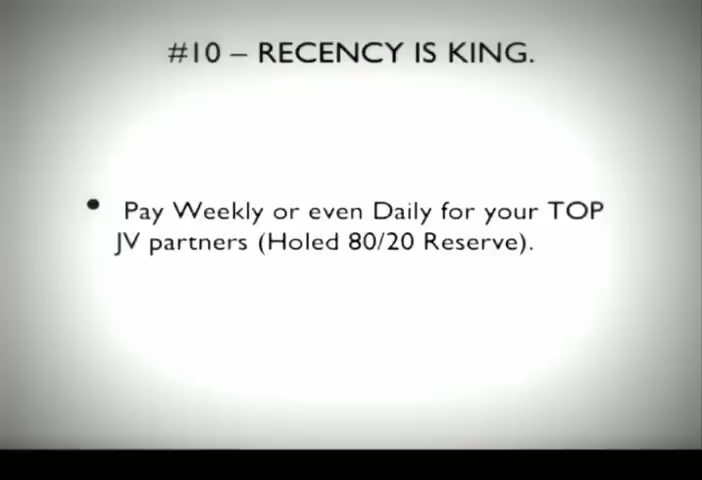 #10 – RECENCY IS KING.
• Pay Weekly or even Daily for your TOP
JV partners (Holed 80/20 Reserve).